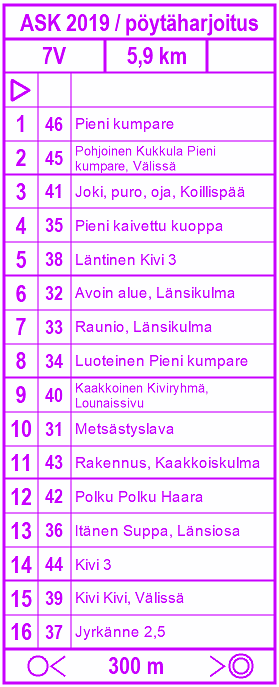 ASK 2019 / pöytäharjoitus
7V 5,9 km
1 46 Pieni kumpare
2 45 Pohjoinen Kukkula Pieni
kumpare, Välissä
3 41 Joki, puro, oja, Koillispää
4 35 Pieni kaivettu kuoppa
5 38 Läntinen Kivi 3
6 32 Avoin alue, Länsikulma
7 33 Raunio, Länsikulma
8 34 Luoteinen Pieni kumpare
9 40 Kaakkoinen Kiviryhmä,
Lounaissivu
10 31 Metsästyslava
11 43 Rakennus, Kaakkoiskulma
12 42 Polku Polku Haara
13 36 Itänen Suppa, Länsiosa
14 44 Kivi 3
15 39 Kivi Kivi, Välissä
16 37 Jyrkänne 2,5
300 m